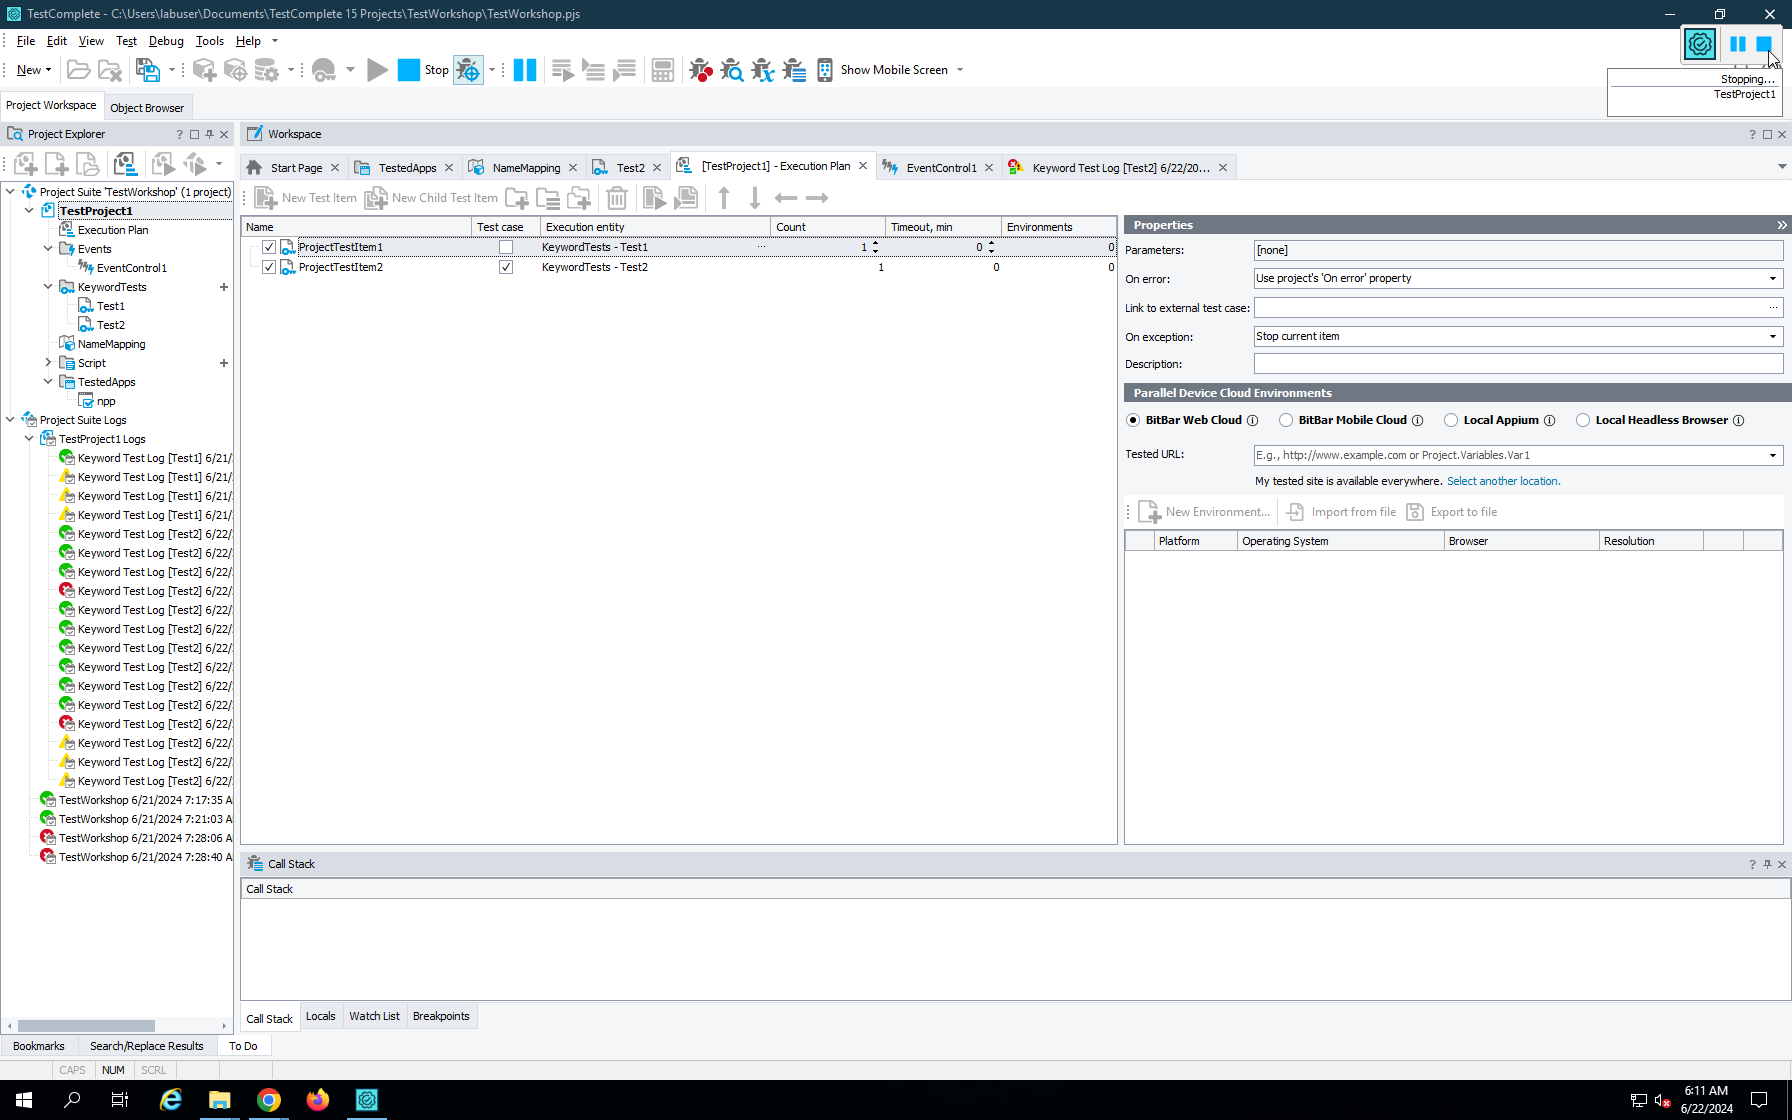 TestComplete - C:\Users\labuser\Documents\TestComplete 15 Projects\TestWorkshop\TestWorkshop.pjs
File Edit View Test Debug Tools Help
New Stop Show Mobile Screen
Stopping...
TestProject1
Project Workspace Object Browser
Project Explorer ?
Workspace ?
Start Page TestedApps NameMapping Test2 [TestProject1] - Execution Plan EventControl1 Keyword Test Log [Test2] 6/22/20...
New Test Item New Child Test Item
Project Suite 'TestWorkshop' (1 project)
TestProject1
Execution Plan
Events
EventControl1
KeywordTests
Test1
Test2
NameMapping
Script
TestedApps
npp
Project Suite Logs
TestProject1 Logs
Keyword Test Log [Test1] 6/21/
Keyword Test Log [Test1] 6/21/
Keyword Test Log [Test1] 6/21/
Keyword Test Log [Test1] 6/21/
Keyword Test Log [Test2] 6/22/
Keyword Test Log [Test2] 6/22/
Keyword Test Log [Test2] 6/22/
Keyword Test Log [Test2] 6/22/
Keyword Test Log [Test2] 6/22/
Keyword Test Log [Test2] 6/22/
Keyword Test Log [Test2] 6/22/
Keyword Test Log [Test2] 6/22/
Keyword Test Log [Test2] 6/22/
Keyword Test Log [Test2] 6/22/
Keyword Test Log [Test2] 6/22/
Keyword Test Log [Test2] 6/22/
Keyword Test Log [Test2] 6/22/
Keyword Test Log [Test2] 6/22/
TestWorkshop 6/21/2024 7:17:35 A
TestWorkshop 6/21/2024 7:21:03 A
TestWorkshop 6/21/2024 7:28:06 A
TestWorkshop 6/21/2024 7:28:40 A
Name Test case Execution entity Count Timeout, min Environments
ProjectTestItem1 KeywordTests - Test1 ... 1 0 0
ProjectTestItem2 KeywordTests - Test2 1 0 0
Properties
Parameters: [none]
On error: Use project's 'On error' property
Link to external test case: ...
On exception: Stop current item
Description:
Parallel Device Cloud Environments
BitBar Web Cloud BitBar Mobile Cloud Local Appium Local Headless Browser
Tested URL: E.g., http://www.example.com or Project.Variables.Var1
My tested site is available everywhere. Select another location.
New Environment... Import from file Export to file
Platform Operating System Browser Resolution
Call Stack ?
Call Stack
Call Stack Locals Watch List Breakpoints
Bookmarks Search/Replace Results To Do
CAPS NUM SCRL
6:11 AM
6/22/2024